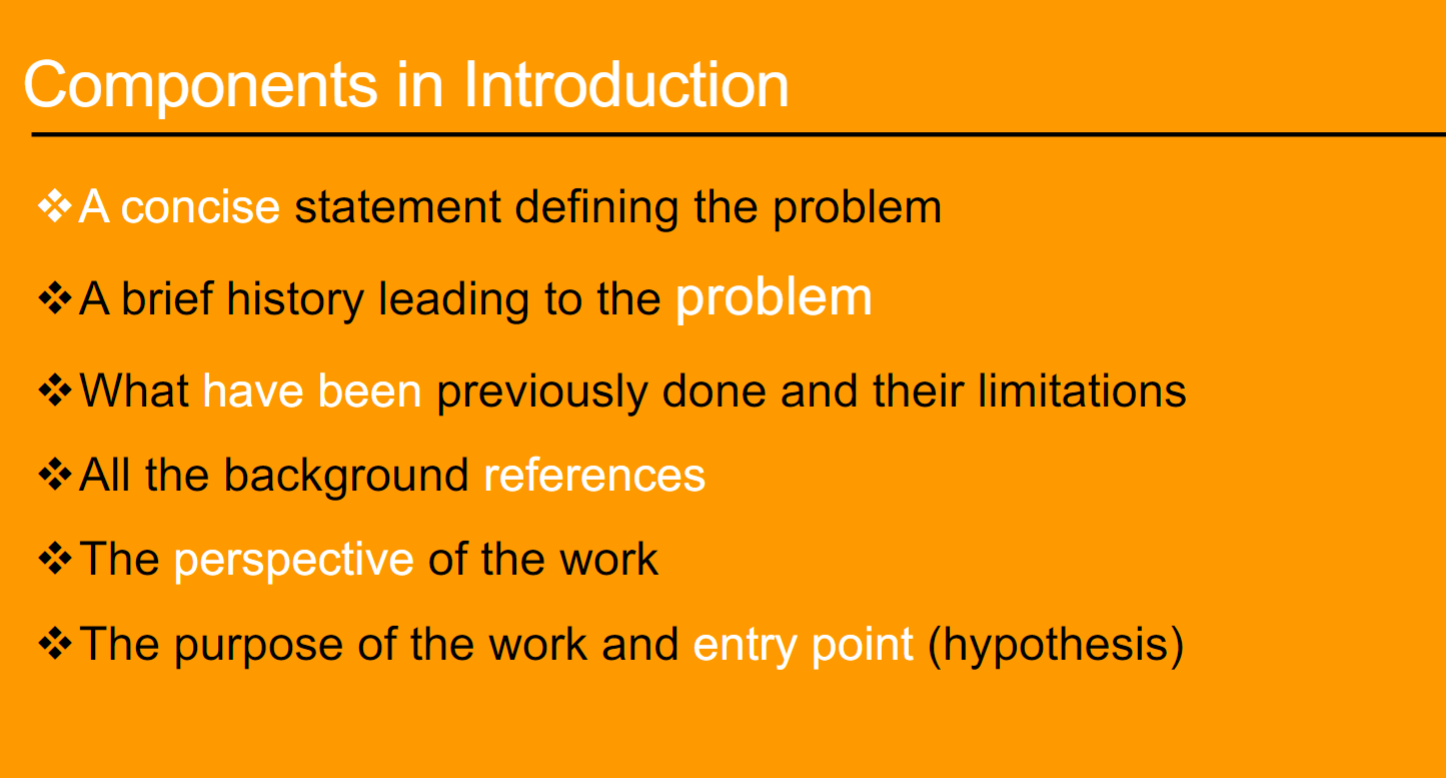 Components in Introduction
❖A concise statement defining the problem
❖A brief history leading to the problem
❖What have been previously done and their limitations
❖All the background references
❖The perspective of the work
❖The purpose of the work and entry point (hypothesis)